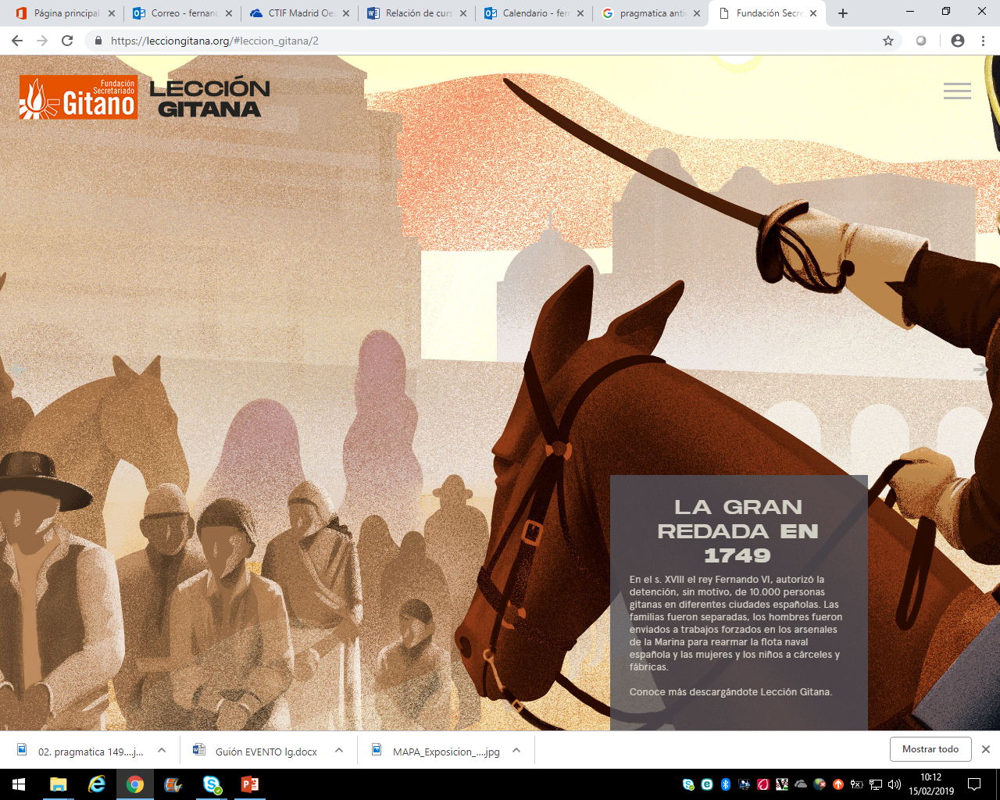 Página principal
Correo - fernan
CTIF Madrid Oes
Relación de curs
Calendario - fer
pragmatica anti
Fundación Secre
https://lecciongitana.org/#leccion_gitana/2
Fundación
Secretariado
Gitano
LECCIÓN
GITANA
LA GRAN
REDADA EN
1749
En el s. XVIII el rey Fernando VI, autorizó la
detención, sin motivo, de 10.000 personas
gitanas en diferentes ciudades españolas. Las
familias fueron separadas, los hombres fueron
enviados a trabajos forzados en los arsenales
de la Marina para rearmar la flota naval
española y las mujeres y los niños a cárceles y
fábricas.
Conoce más descargándote Lección Gitana.
02. pragmatica 149....j...
Guión EVENTO lg.docx
MAPA_Exposicion_....jpg
Mostrar todo
10:12
15/02/2019